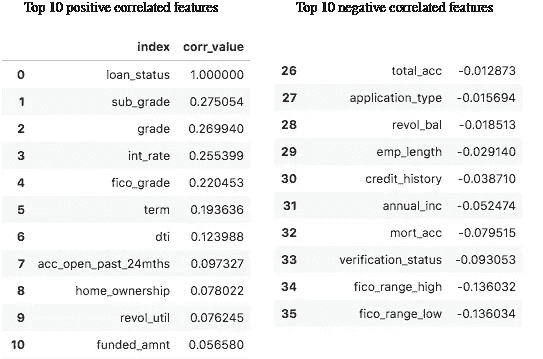 Top 10 positive correlated features
index corr_value
0 loan_status 1.000000
1 sub_grade 0.275054
2 grade 0.269940
3 int_rate 0.255399
4 fico_grade 0.220453
5 term 0.193636
6 dti 0.123988
7 acc_open_past_24mths 0.097327
8 home_ownership 0.078022
9 revol_util 0.076245
10 funded_amnt 0.056580
Top 10 negative correlated features
26 total_acc -0.012873
27 application_type -0.015694
28 revol_bal -0.018513
29 emp_length -0.029140
30 credit_history -0.038710
31 annual_inc -0.052474
32 mort_acc -0.079515
33 verification_status -0.093053
34 fico_range_high -0.136032
35 fico_range_low -0.136034